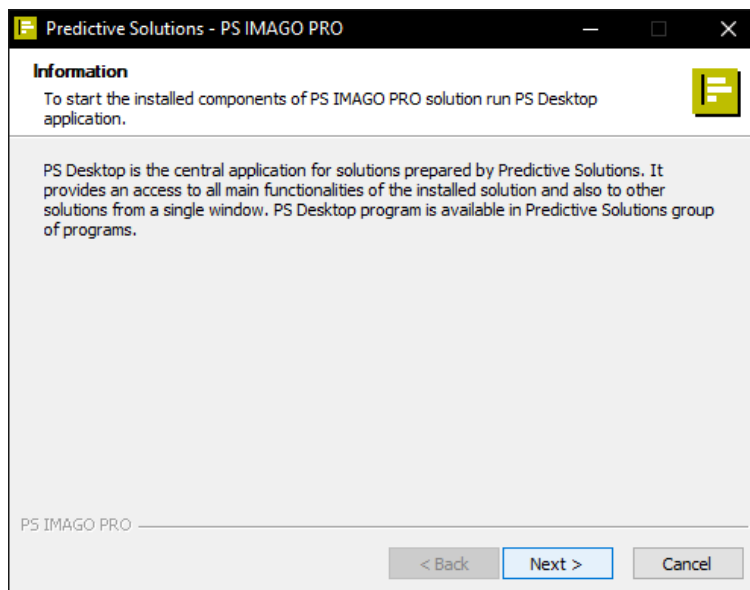 Predictive Solutions - PS IMAGO PRO
Information
To start the installed components of PS IMAGO PRO solution run PS Desktop
application.
PS Desktop is the central application for solutions prepared by Predictive Solutions. It
provides an access to all main functionalities of the installed solution and also to other
solutions from a single window. PS Desktop program is available in Predictive Solutions group
of programs.
PS IMAGO PRO
< Back
Next >
Cancel